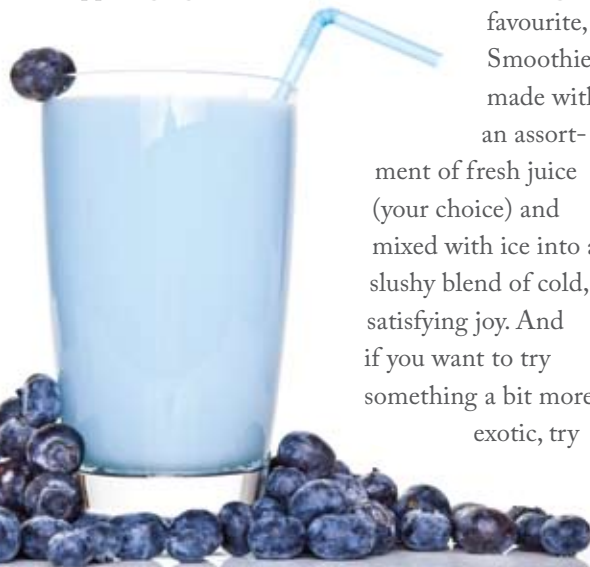 favourite,
Smoothie
made with
an assort-
ment of fresh juice
(your choice) and
mixed with ice into a
slushy blend of cold,
satisfying joy. And
if you want to try
something a bit more
exotic, try